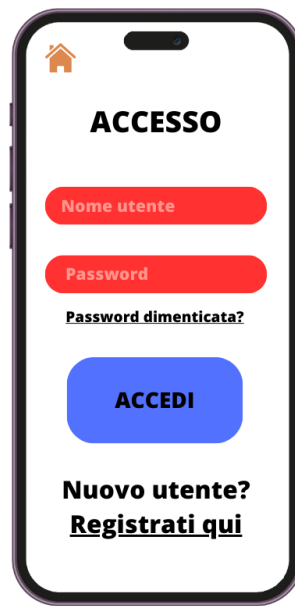 ACCESSO
Nome utente
Password
Password dimenticata?
ACCEDI
Nuovo utente?
Registrati qui